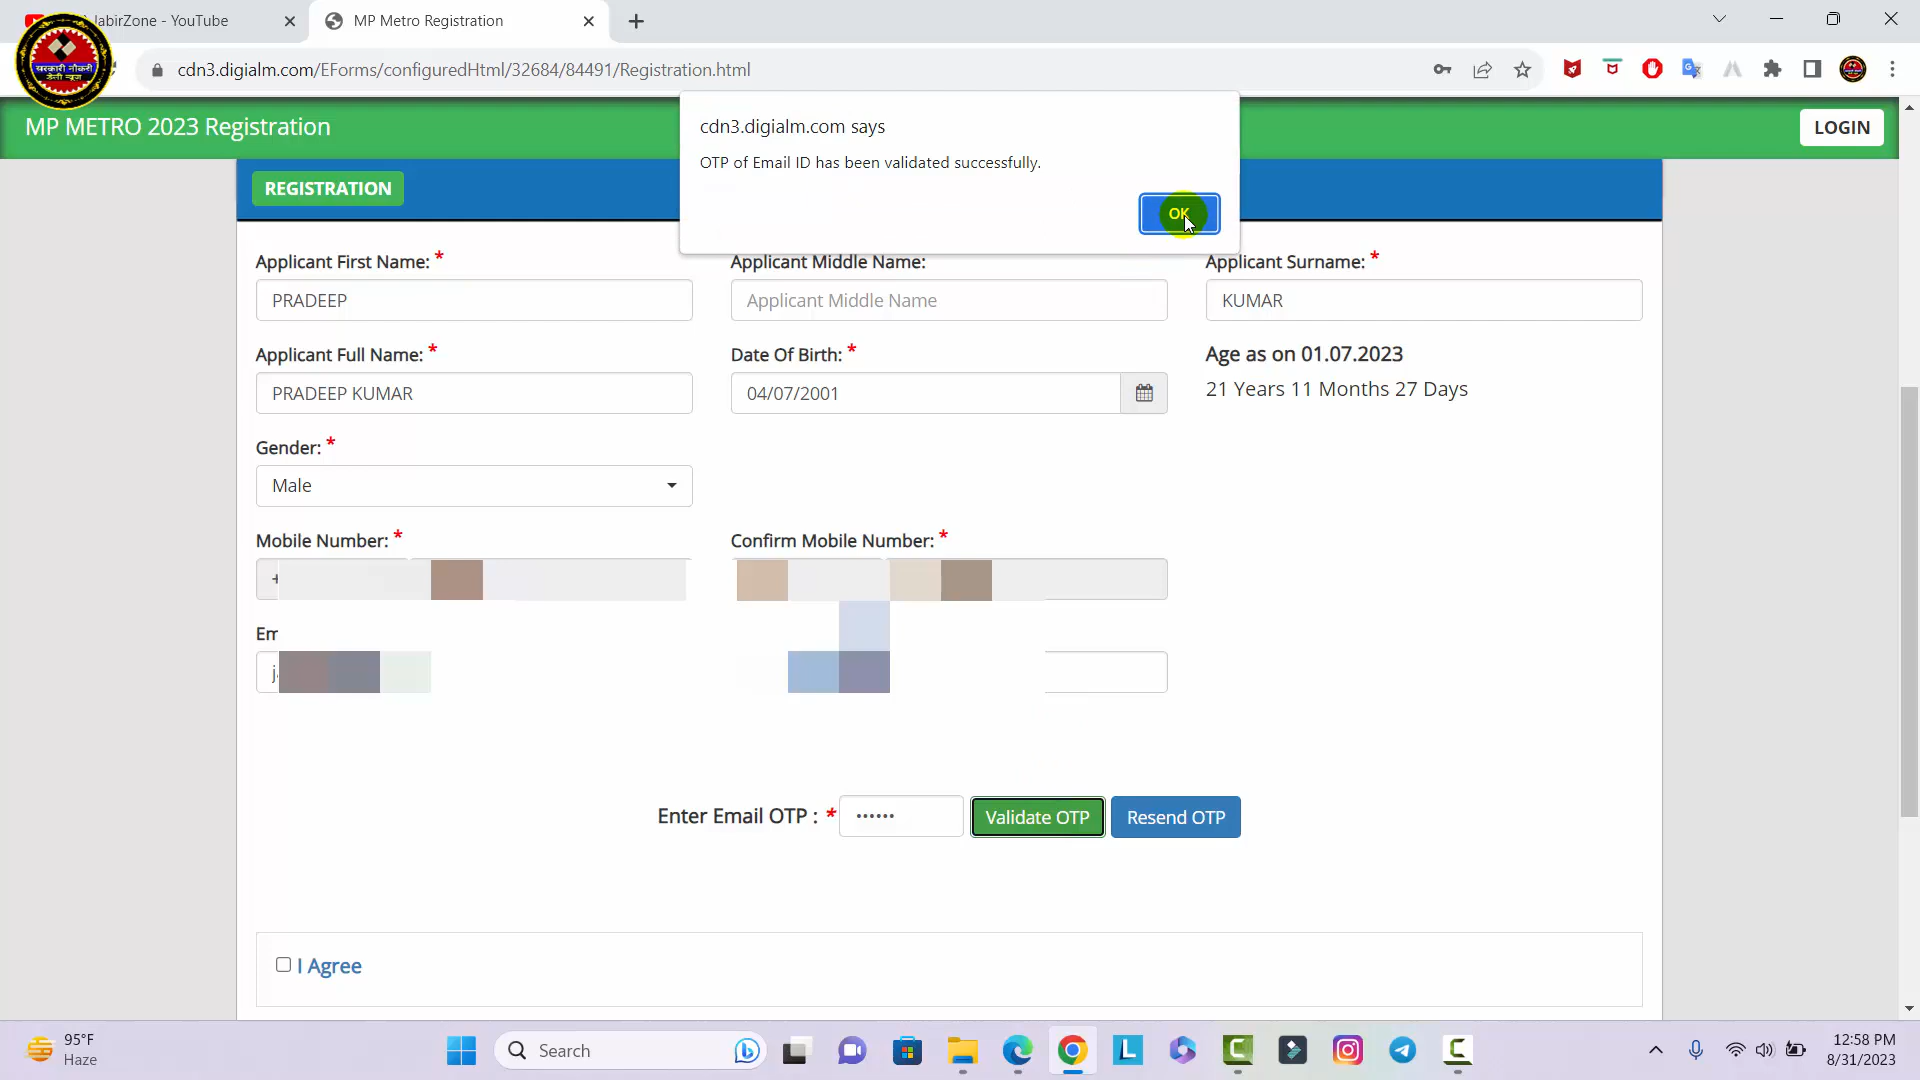 JabirZone - YouTube
MP Metro Registration
cdn3.digialm.com/EForms/configuredHtml/32684/84491/Registration.html
सरकारी नौकरी
डेली न्यूज
MP METRO 2023 Registration
LOGIN
cdn3.digialm.com says
OTP of Email ID has been validated successfully.
OK
REGISTRATION
Applicant First Name: *
Applicant Middle Name:
Applicant Surname: *
PRADEEP
Applicant Middle Name
KUMAR
Applicant Full Name: *
Date Of Birth: *
Age as on 01.07.2023
PRADEEP KUMAR
04/07/2001
21 Years 11 Months 27 Days
Gender: *
Male
Mobile Number: *
Confirm Mobile Number: *
+
Em
Enter Email OTP : *
••••••
Validate OTP
Resend OTP
I Agree
95°F
Haze
Search
12:58 PM
8/31/2023